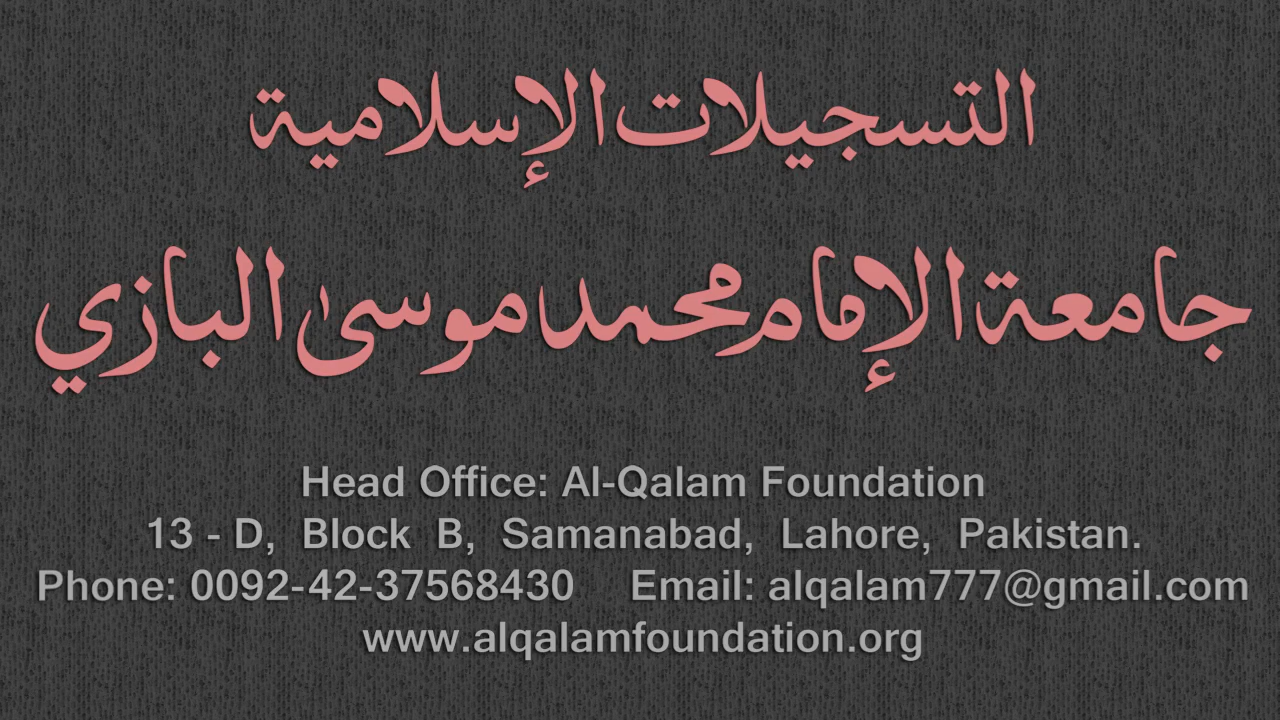 التسجيلات الإسلامية
جامعة الإمام محمد موسىٰ البازي
Head Office: Al-Qalam Foundation
13 - D, Block B, Samanabad, Lahore, Pakistan.
Phone: 0092-42-37568430 Email: alqalam777@gmail.com
www.alqalamfoundation.org